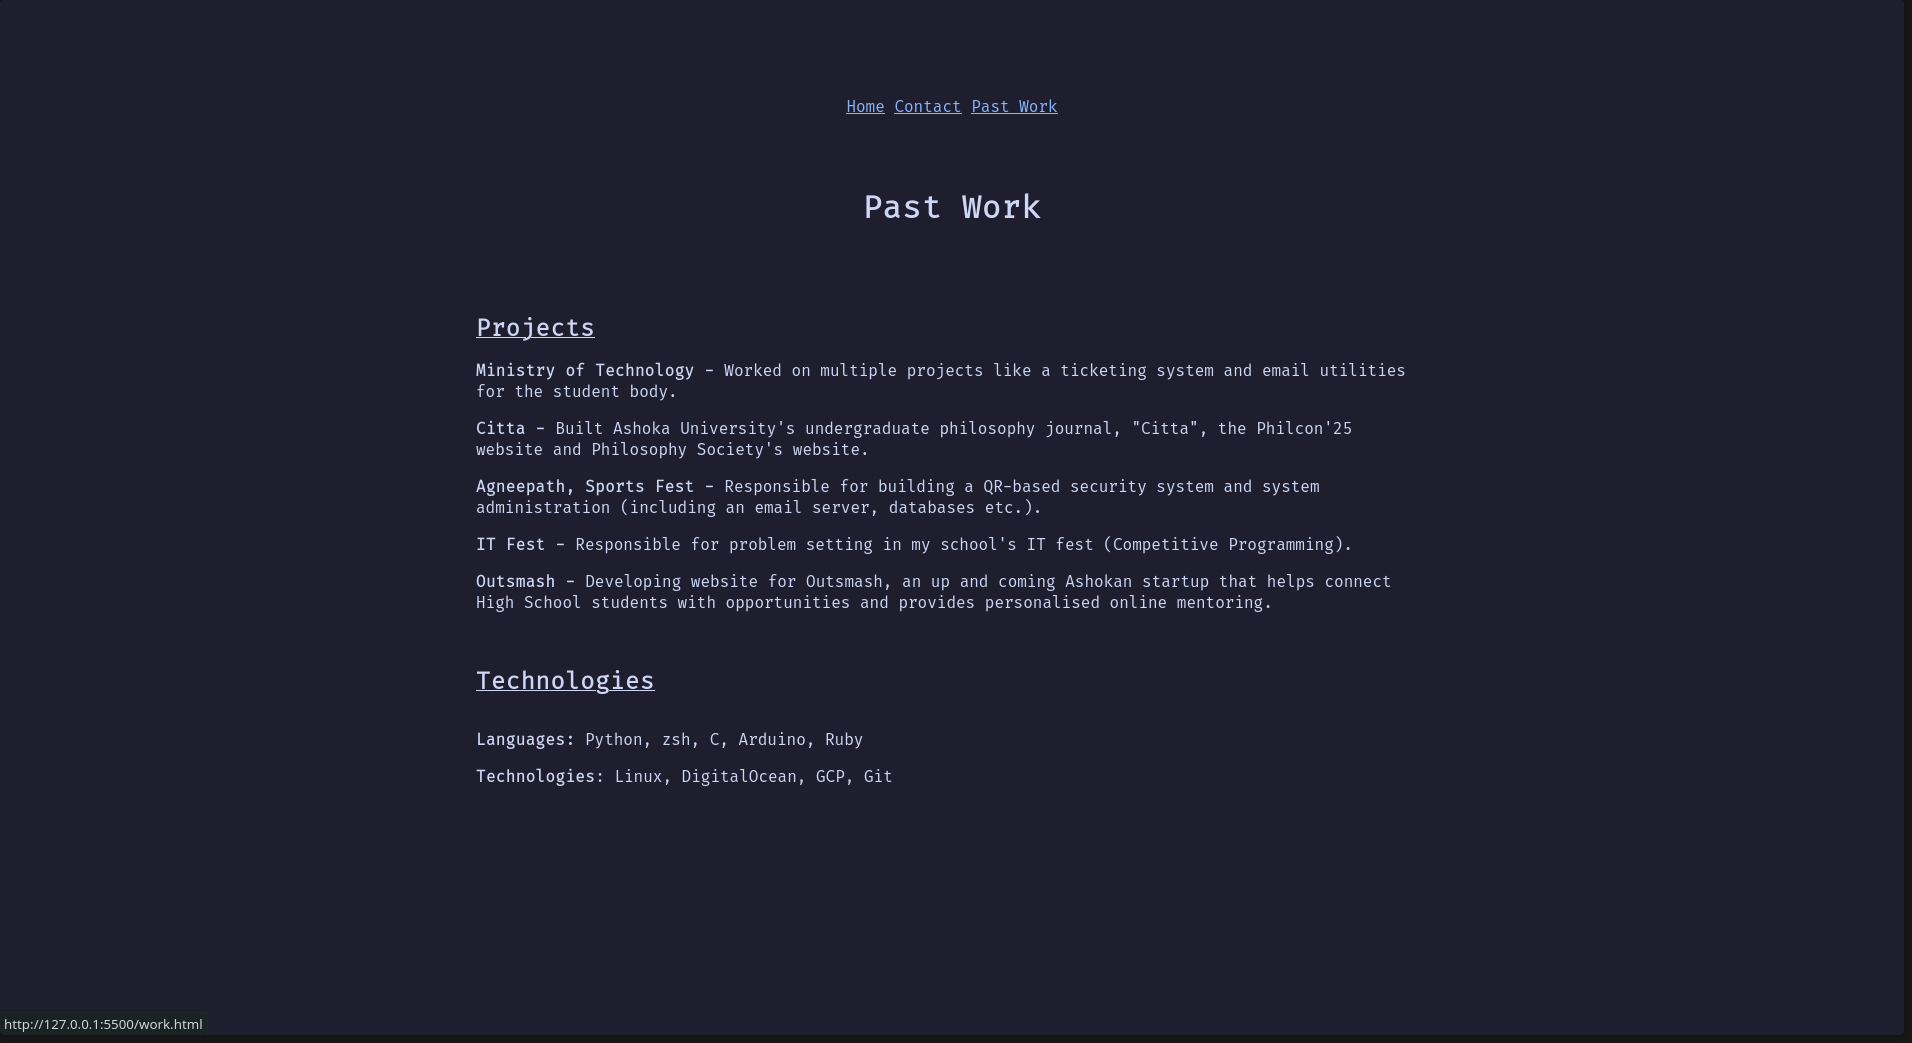 Home Contact Past Work
Past Work
Projects
Ministry of Technology - Worked on multiple projects like a ticketing system and email utilities
for the student body.
Citta - Built Ashoka University's undergraduate philosophy journal, "Citta", the Philcon'25
website and Philosophy Society's website.
Agneepath, Sports Fest - Responsible for building a QR-based security system and system
administration (including an email server, databases etc.).
IT Fest - Responsible for problem setting in my school's IT fest (Competitive Programming).
Outsmash - Developing website for Outsmash, an up and coming Ashokan startup that helps connect
High School students with opportunities and provides personalised online mentoring.
Technologies
Languages: Python, zsh, C, Arduino, Ruby
Technologies: Linux, DigitalOcean, GCP, Git
http://127.0.0.1:5500/work.html